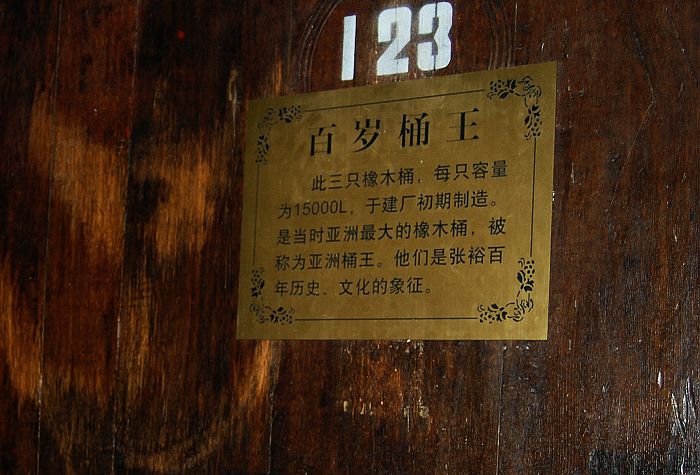 123
百岁桶王
此三只橡木桶，每只容量
为15000L，于建厂初期制造。
是当时亚洲最大的橡木桶，被
称为亚洲桶王。他们是张裕百
年历史、文化的象征。